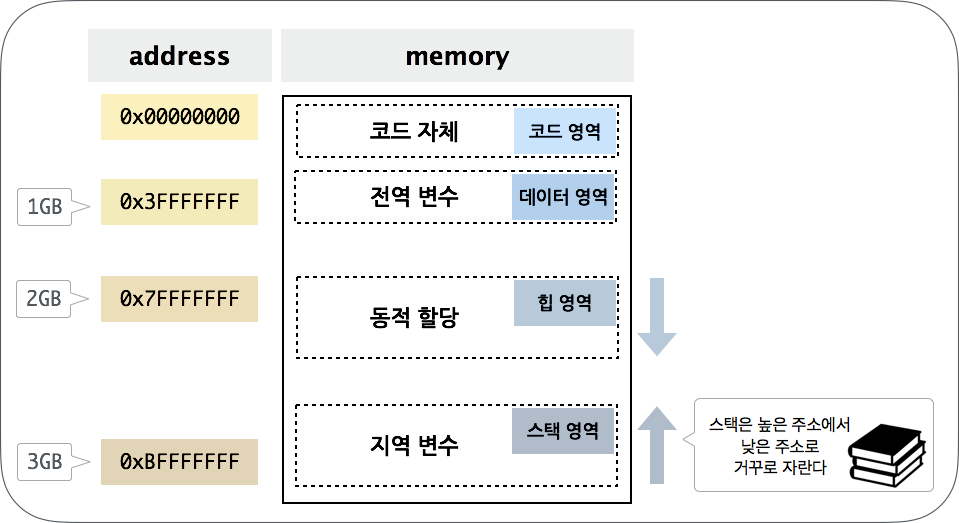 address
memory
0x00000000
코드 자체
코드 영역
1GB
0x3FFFFFFF
전역 변수
데이터 영역
2GB
0x7FFFFFFF
동적 할당
힙 영역
3GB
0xBFFFFFFF
지역 변수
스택 영역
스택은 높은 주소에서
낮은 주소로
거꾸로 자란다